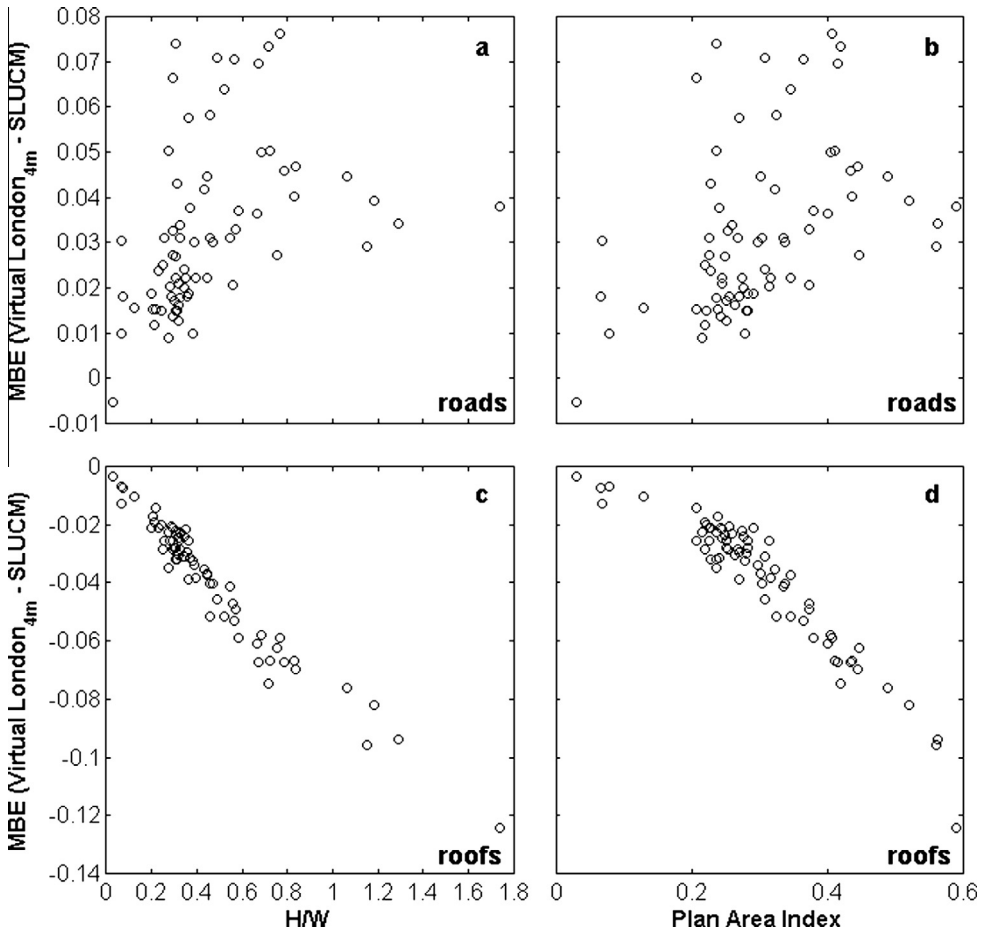 MBE (Virtual London4m - SLUCM)
0.08
0.07
0.06
0.05
0.04
0.03
0.02
0.01
0
-0.01
a
roads
b
roads
MBE (Virtual London4m - SLUCM)
0
-0.02
-0.04
-0.06
-0.08
-0.1
-0.12
-0.14
c
roofs
d
roofs
0 0.2 0.4 0.6 0.8 1 1.2 1.4 1.6 1.8
H/W
0 0.2 0.4 0.6
Plan Area Index